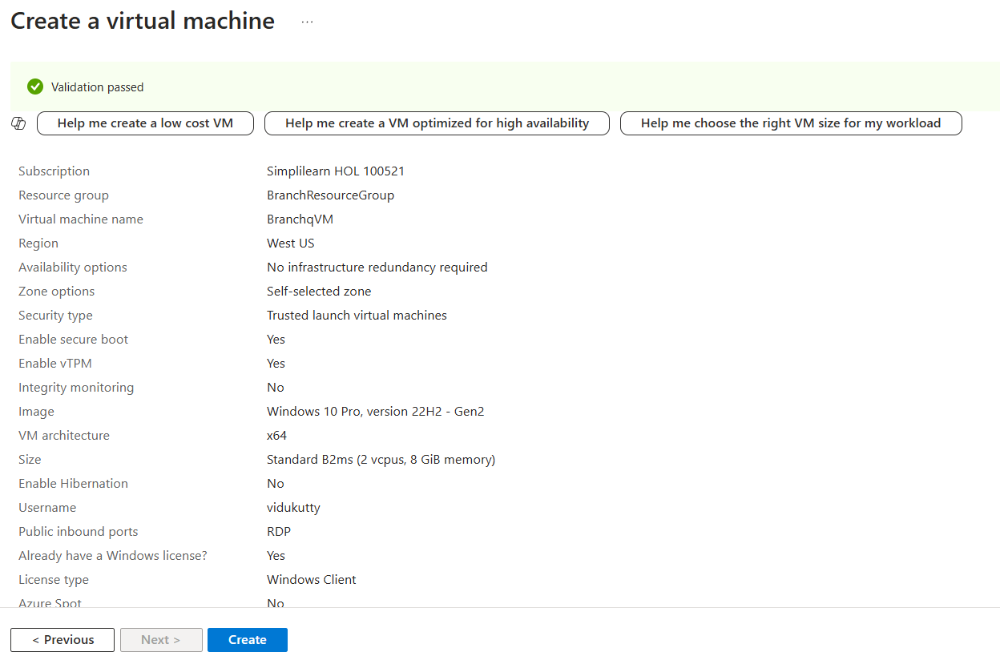 Create a virtual machine ...
Validation passed
Help me create a low cost VM Help me create a VM optimized for high availability Help me choose the right VM size for my workload
Subscription Simplilearn HOL 100521
Resource group BranchResourceGroup
Virtual machine name BranchqVM
Region West US
Availability options No infrastructure redundancy required
Zone options Self-selected zone
Security type Trusted launch virtual machines
Enable secure boot Yes
Enable vTPM Yes
Integrity monitoring No
Image Windows 10 Pro, version 22H2 - Gen2
VM architecture x64
Size Standard B2ms (2 vcpus, 8 GiB memory)
Enable Hibernation No
Username vidukutty
Public inbound ports RDP
Already have a Windows license? Yes
License type Windows Client
Azure Spot No
< Previous Next > Create